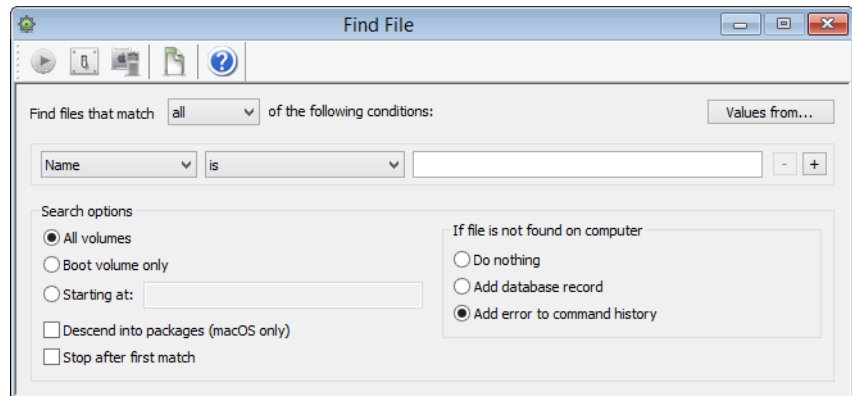 Find File
Find files that match all of the following conditions: Values from...
Name is - +
Search options
All volumes
Boot volume only
Starting at:
Descend into packages (macOS only)
Stop after first match
If file is not found on computer
Do nothing
Add database record
Add error to command history